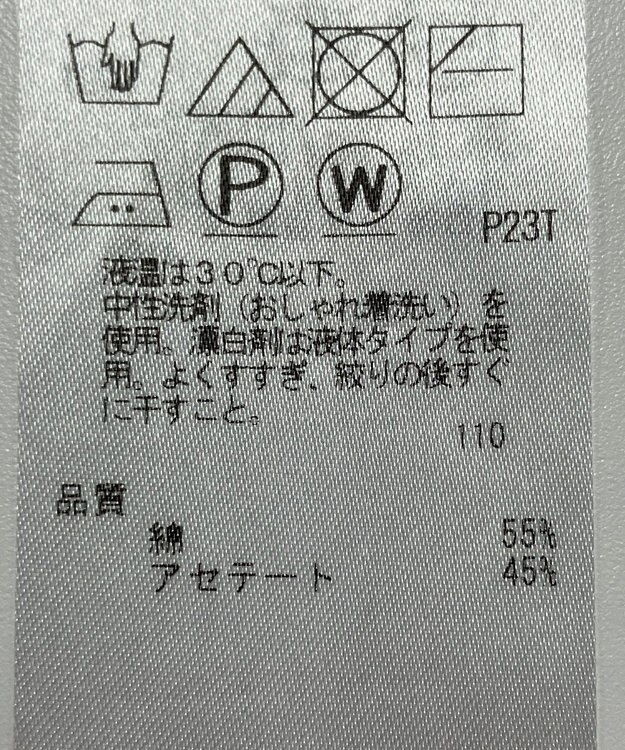 P W
P23T
液温は30℃以下。
中性洗剤（おしゃれ着洗い）を
使用。漂白剤は液体タイプを使
用。よくすすぎ、絞りの後すぐ
に干すこと。
110
品質
綿 55%
アセテート 45%